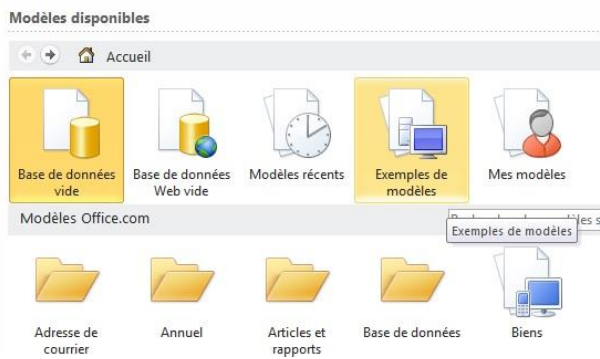 Modèles disponibles
Accueil
Base de données
vide
Base de données
Web vide
Modèles récents
Exemples de
modèles
Mes modèles
Modèles Office.com
Exemples de modèles
Adresse de
courrier
Annuel
Articles et
rapports
Base de données
Biens